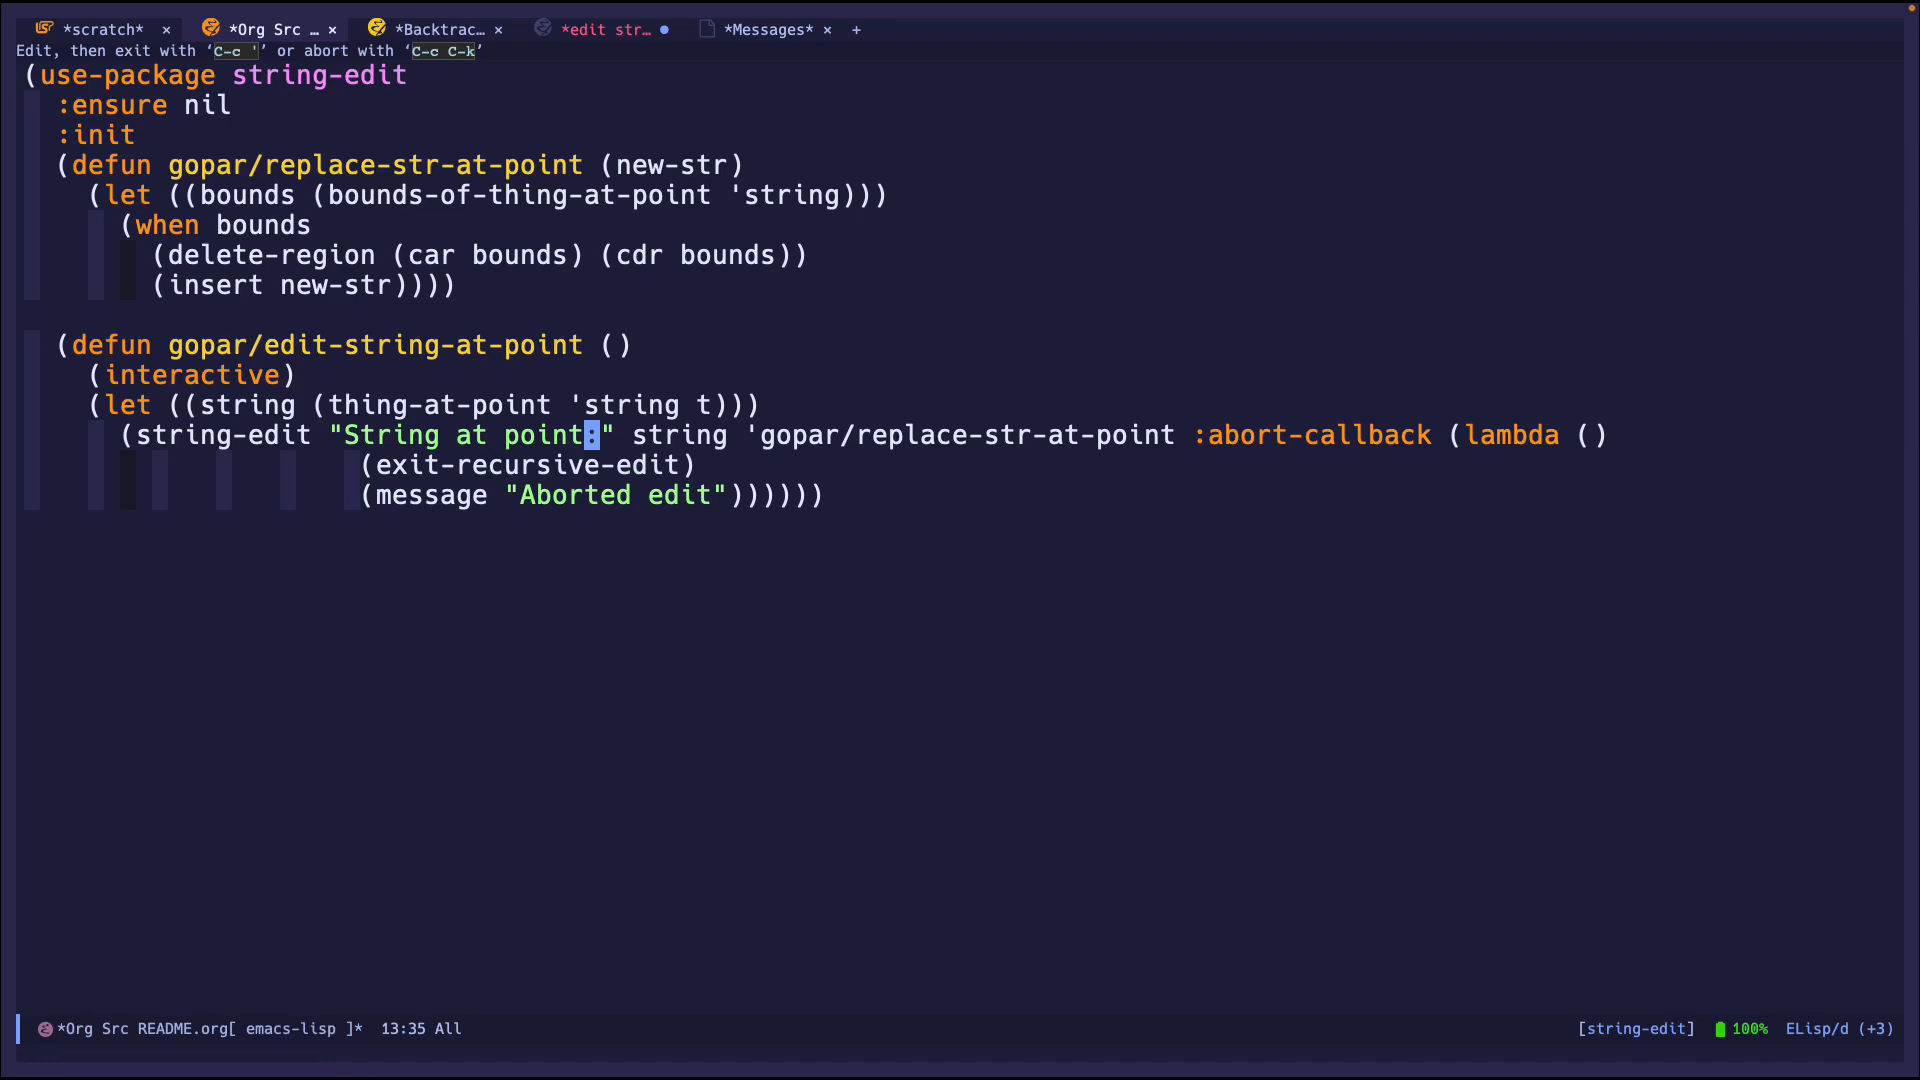 *scratch* × *Org Src … × *Backtrac… × *edit str… ● *Messages* × +
Edit, then exit with ‘C-c '’ or abort with ‘C-c C-k’
(use-package string-edit
  :ensure nil
  :init
  (defun gopar/replace-str-at-point (new-str)
    (let ((bounds (bounds-of-thing-at-point 'string)))
      (when bounds
        (delete-region (car bounds) (cdr bounds))
        (insert new-str))))
  (defun gopar/edit-string-at-point ()
    (interactive)
    (let ((string (thing-at-point 'string t)))
      (string-edit "String at point:" string 'gopar/replace-str-at-point :abort-callback (lambda ()
                     (exit-recursive-edit)
                     (message "Aborted edit"))))))
*Org Src README.org[ emacs-lisp ]* 13:35 All [string-edit] 100% ELisp/d (+3)